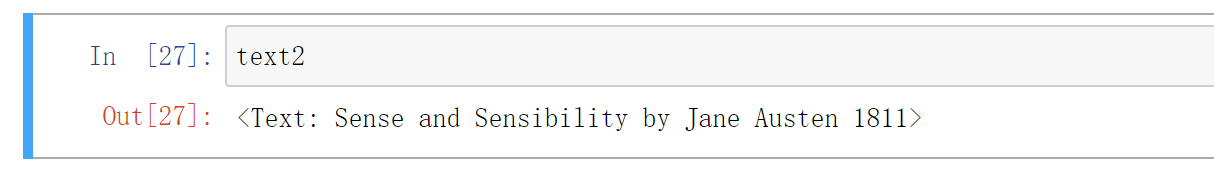 In [27]: text2
Out[27]: <Text: Sense and Sensibility by Jane Austen 1811>